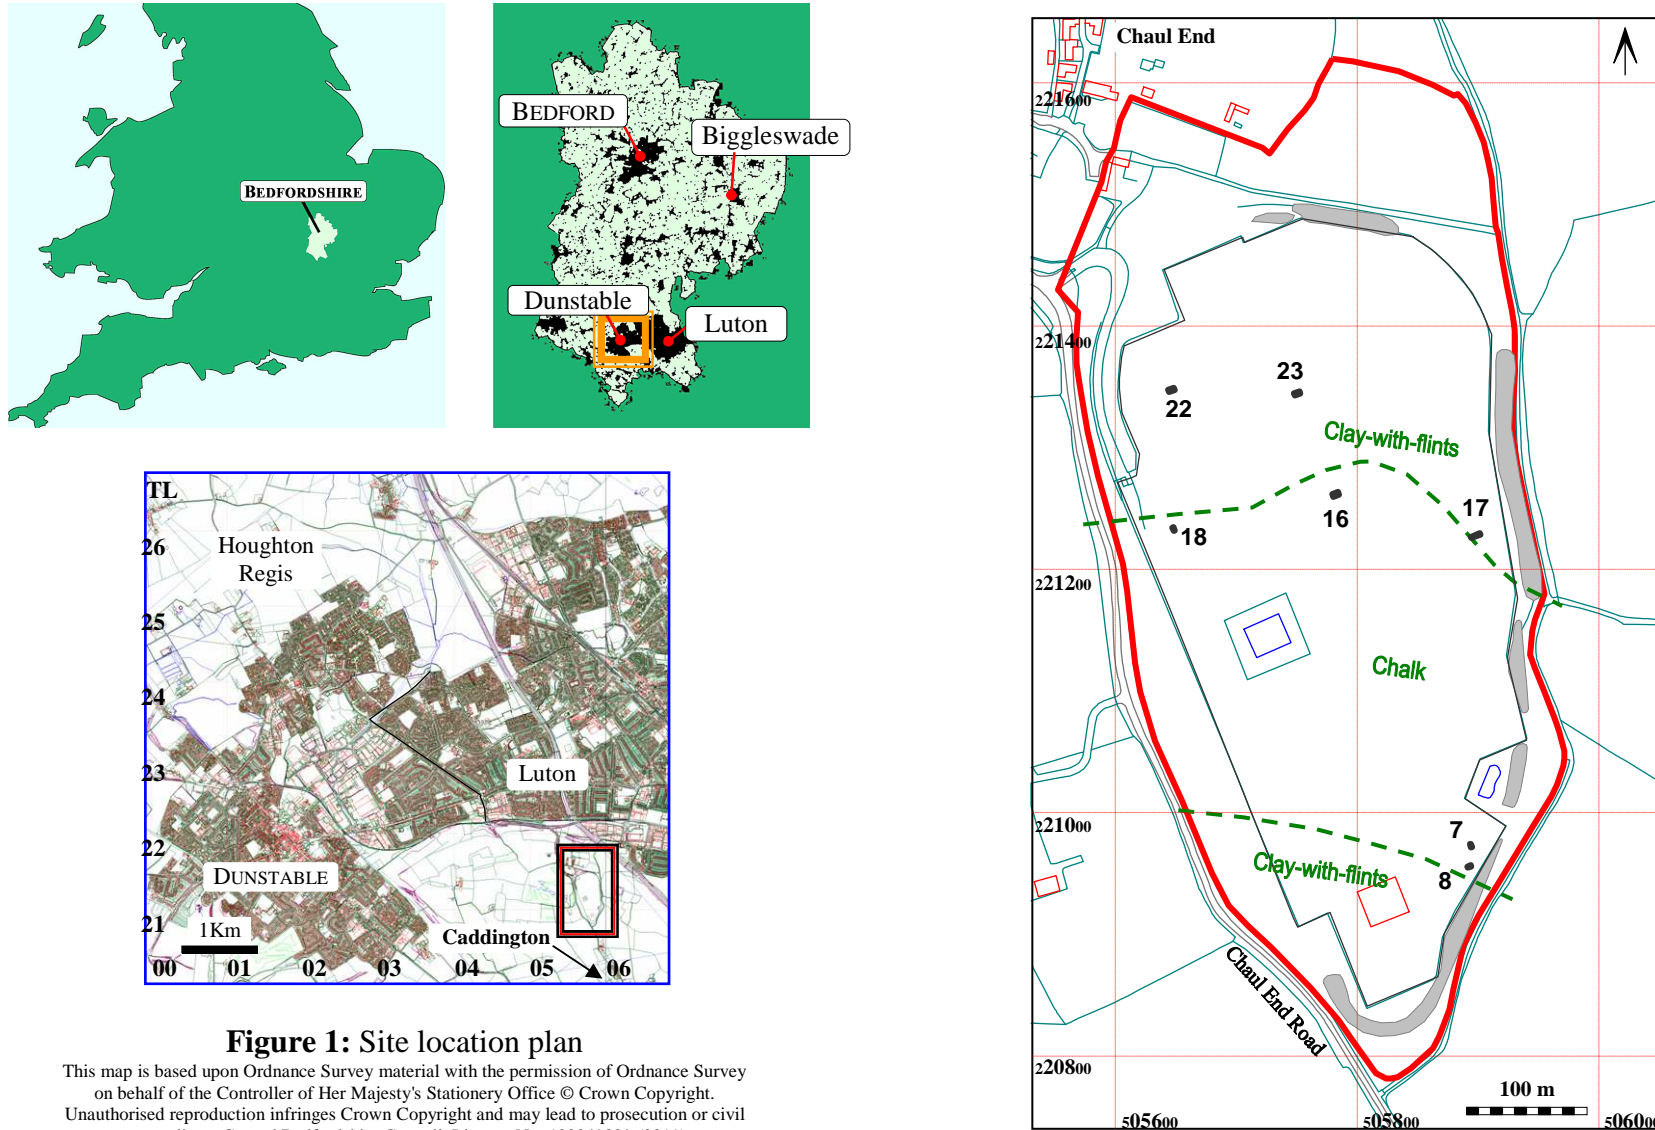 BEDFORDSHIRE
BEDFORD
Biggleswade
Dunstable
Luton
TL
Houghton
Regis
26
25
24
23
22
21
Luton
DUNSTABLE
1Km
Caddington
00 01 02 03 04 05 06
Figure 1: Site location plan
This map is based upon Ordnance Survey material with the permission of Ordnance Survey
on behalf of the Controller of Her Majesty's Stationery Office © Crown Copyright.
Unauthorised reproduction infringes Crown Copyright and may lead to prosecution or civil
Chaul End
221600
221400
23
22
Clay-with-flints
16
17
18
221200
Chalk
221000
7
Clay-with-flints
8
Chaul End Road
220800
100 m
505600 505800 506000